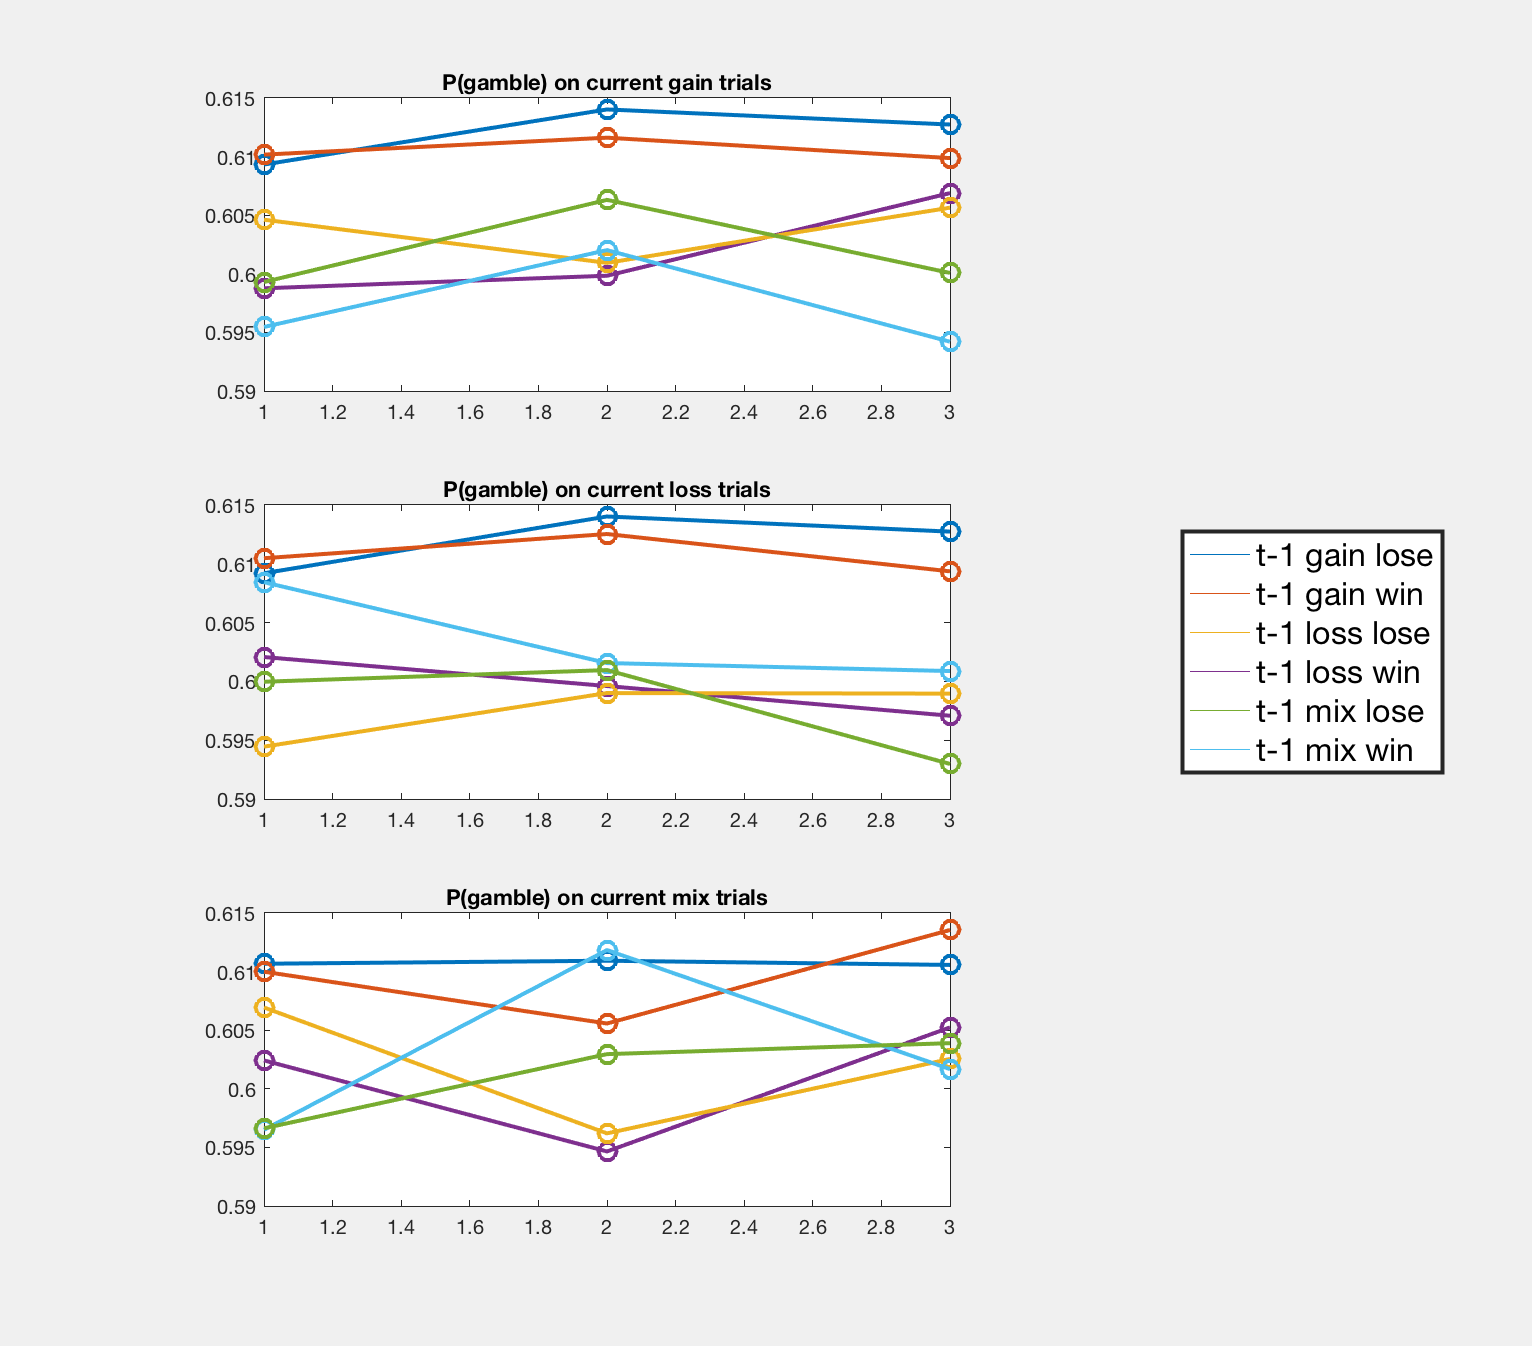 P(gamble) on current gain trials
0.615
0.61
0.605
0.6
0.595
0.59
1 1.2 1.4 1.6 1.8 2 2.2 2.4 2.6 2.8 3
P(gamble) on current loss trials
0.615
0.61
0.605
0.6
0.595
0.59
1 1.2 1.4 1.6 1.8 2 2.2 2.4 2.6 2.8 3
t-1 gain lose
t-1 gain win
t-1 loss lose
t-1 loss win
t-1 mix lose
t-1 mix win
P(gamble) on current mix trials
0.615
0.61
0.605
0.6
0.595
0.59
1 1.2 1.4 1.6 1.8 2 2.2 2.4 2.6 2.8 3